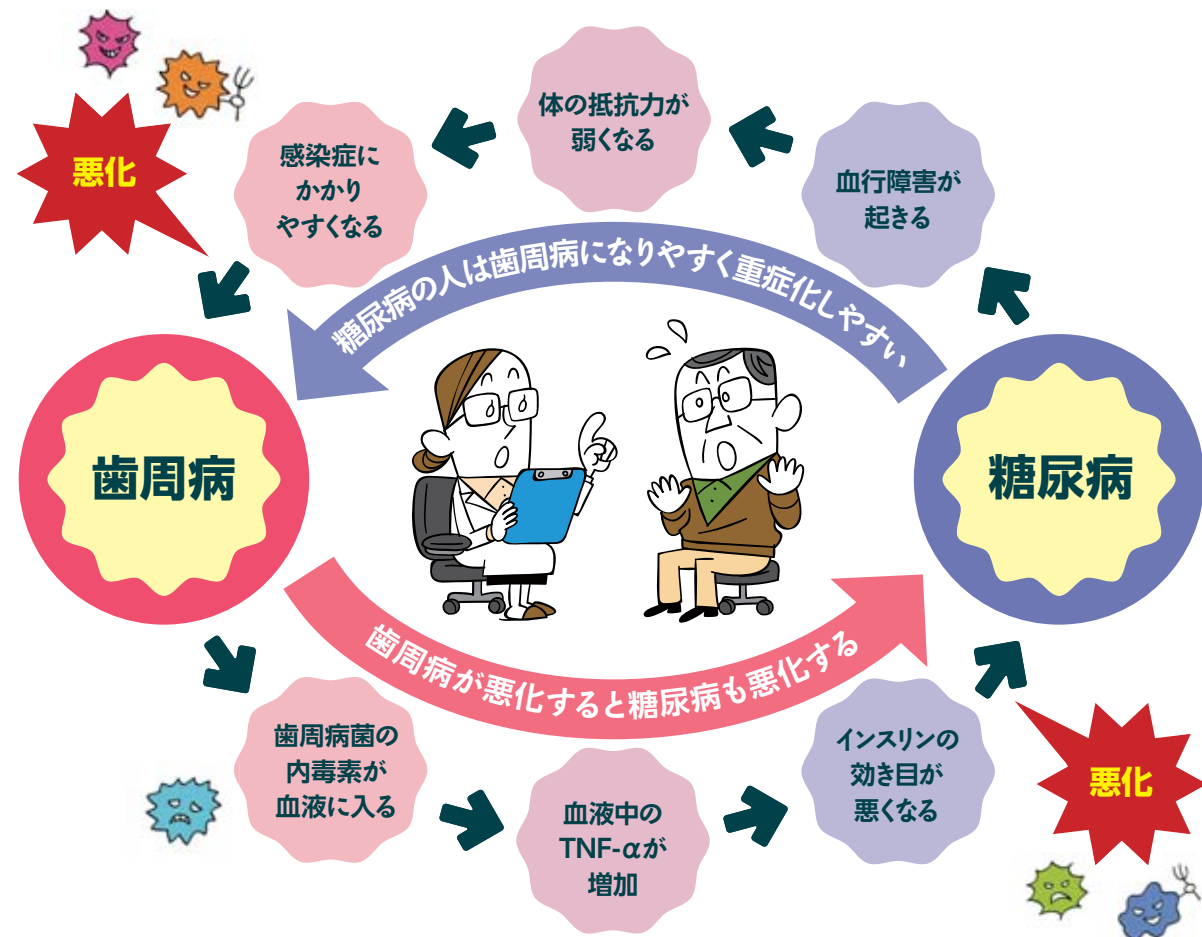 体の抵抗力が
弱くなる
感染症に
かかり
やすくなる
血行障害が
起きる
悪化
糖尿病の人は歯周病になりやすく重症化しやすい
歯周病
糖尿病
歯周病が悪化すると糖尿病も悪化する
歯周病菌の
内毒素が
血液に入る
血液中の
TNF-αが
増加
インスリンの
効き目が
悪くなる
悪化